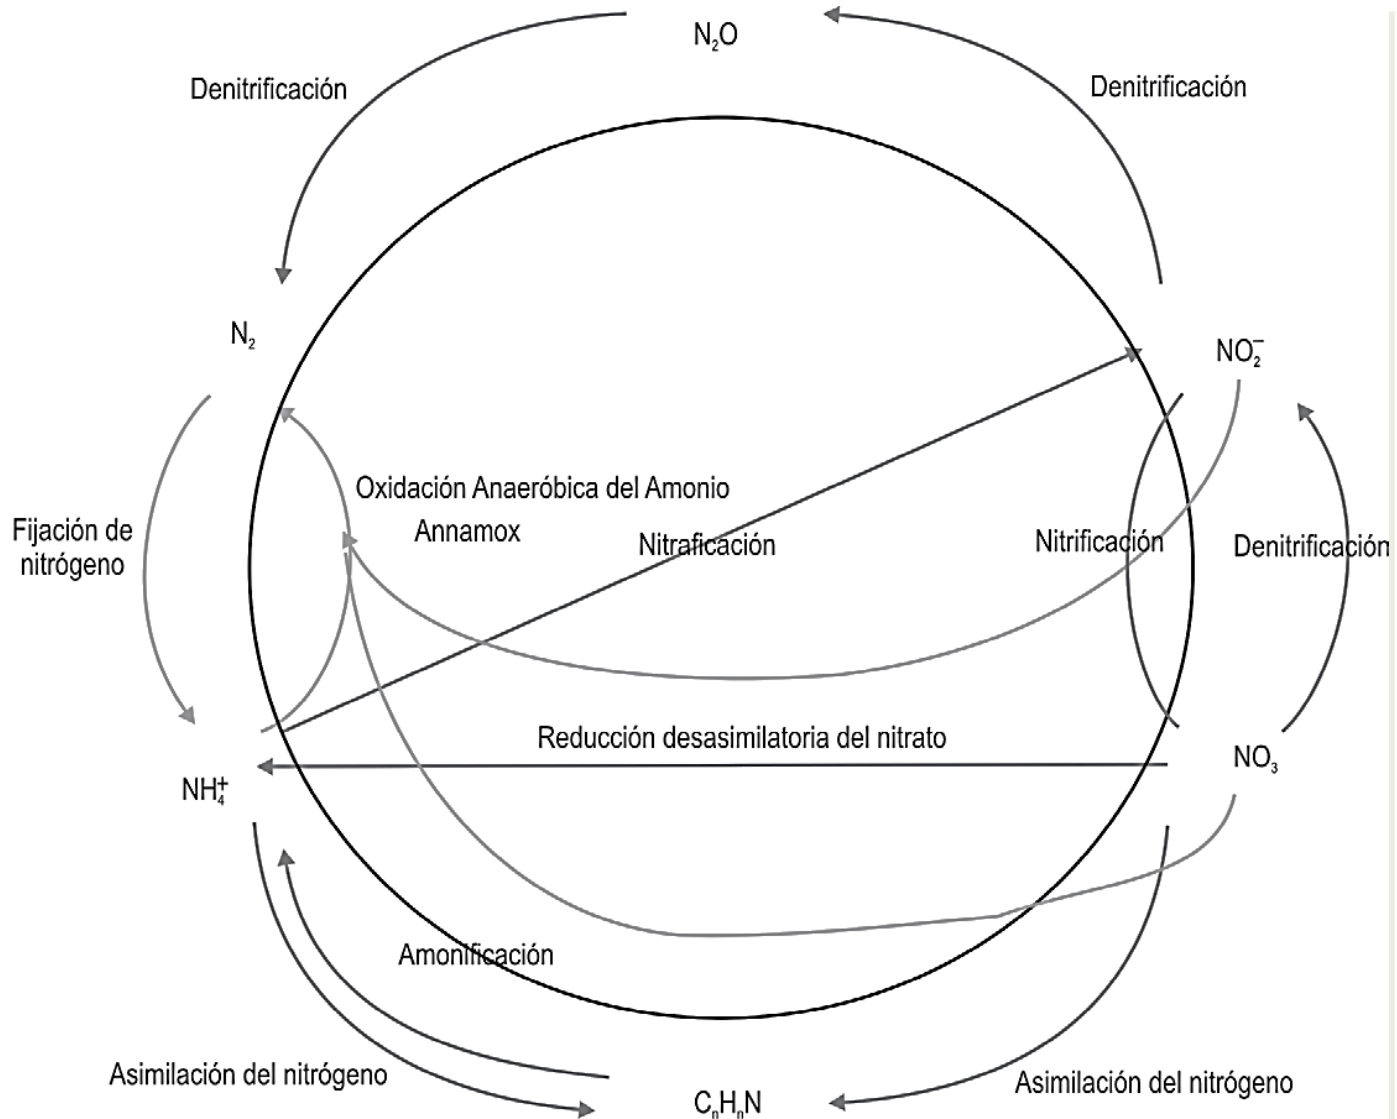 N₂O
Denitrificación
Denitrificación
N₂
NO₂⁻
Oxidación Anaeróbica del Amonio
Annamox
Fijación de
nitrógeno
Nitraficación
Nitrificación
Denitrificación
Reducción desasimilatoria del nitrato
NH₄⁺
NO₃
Amonificación
Asimilación del nitrógeno
Asimilación del nitrógeno
CₙHₙN